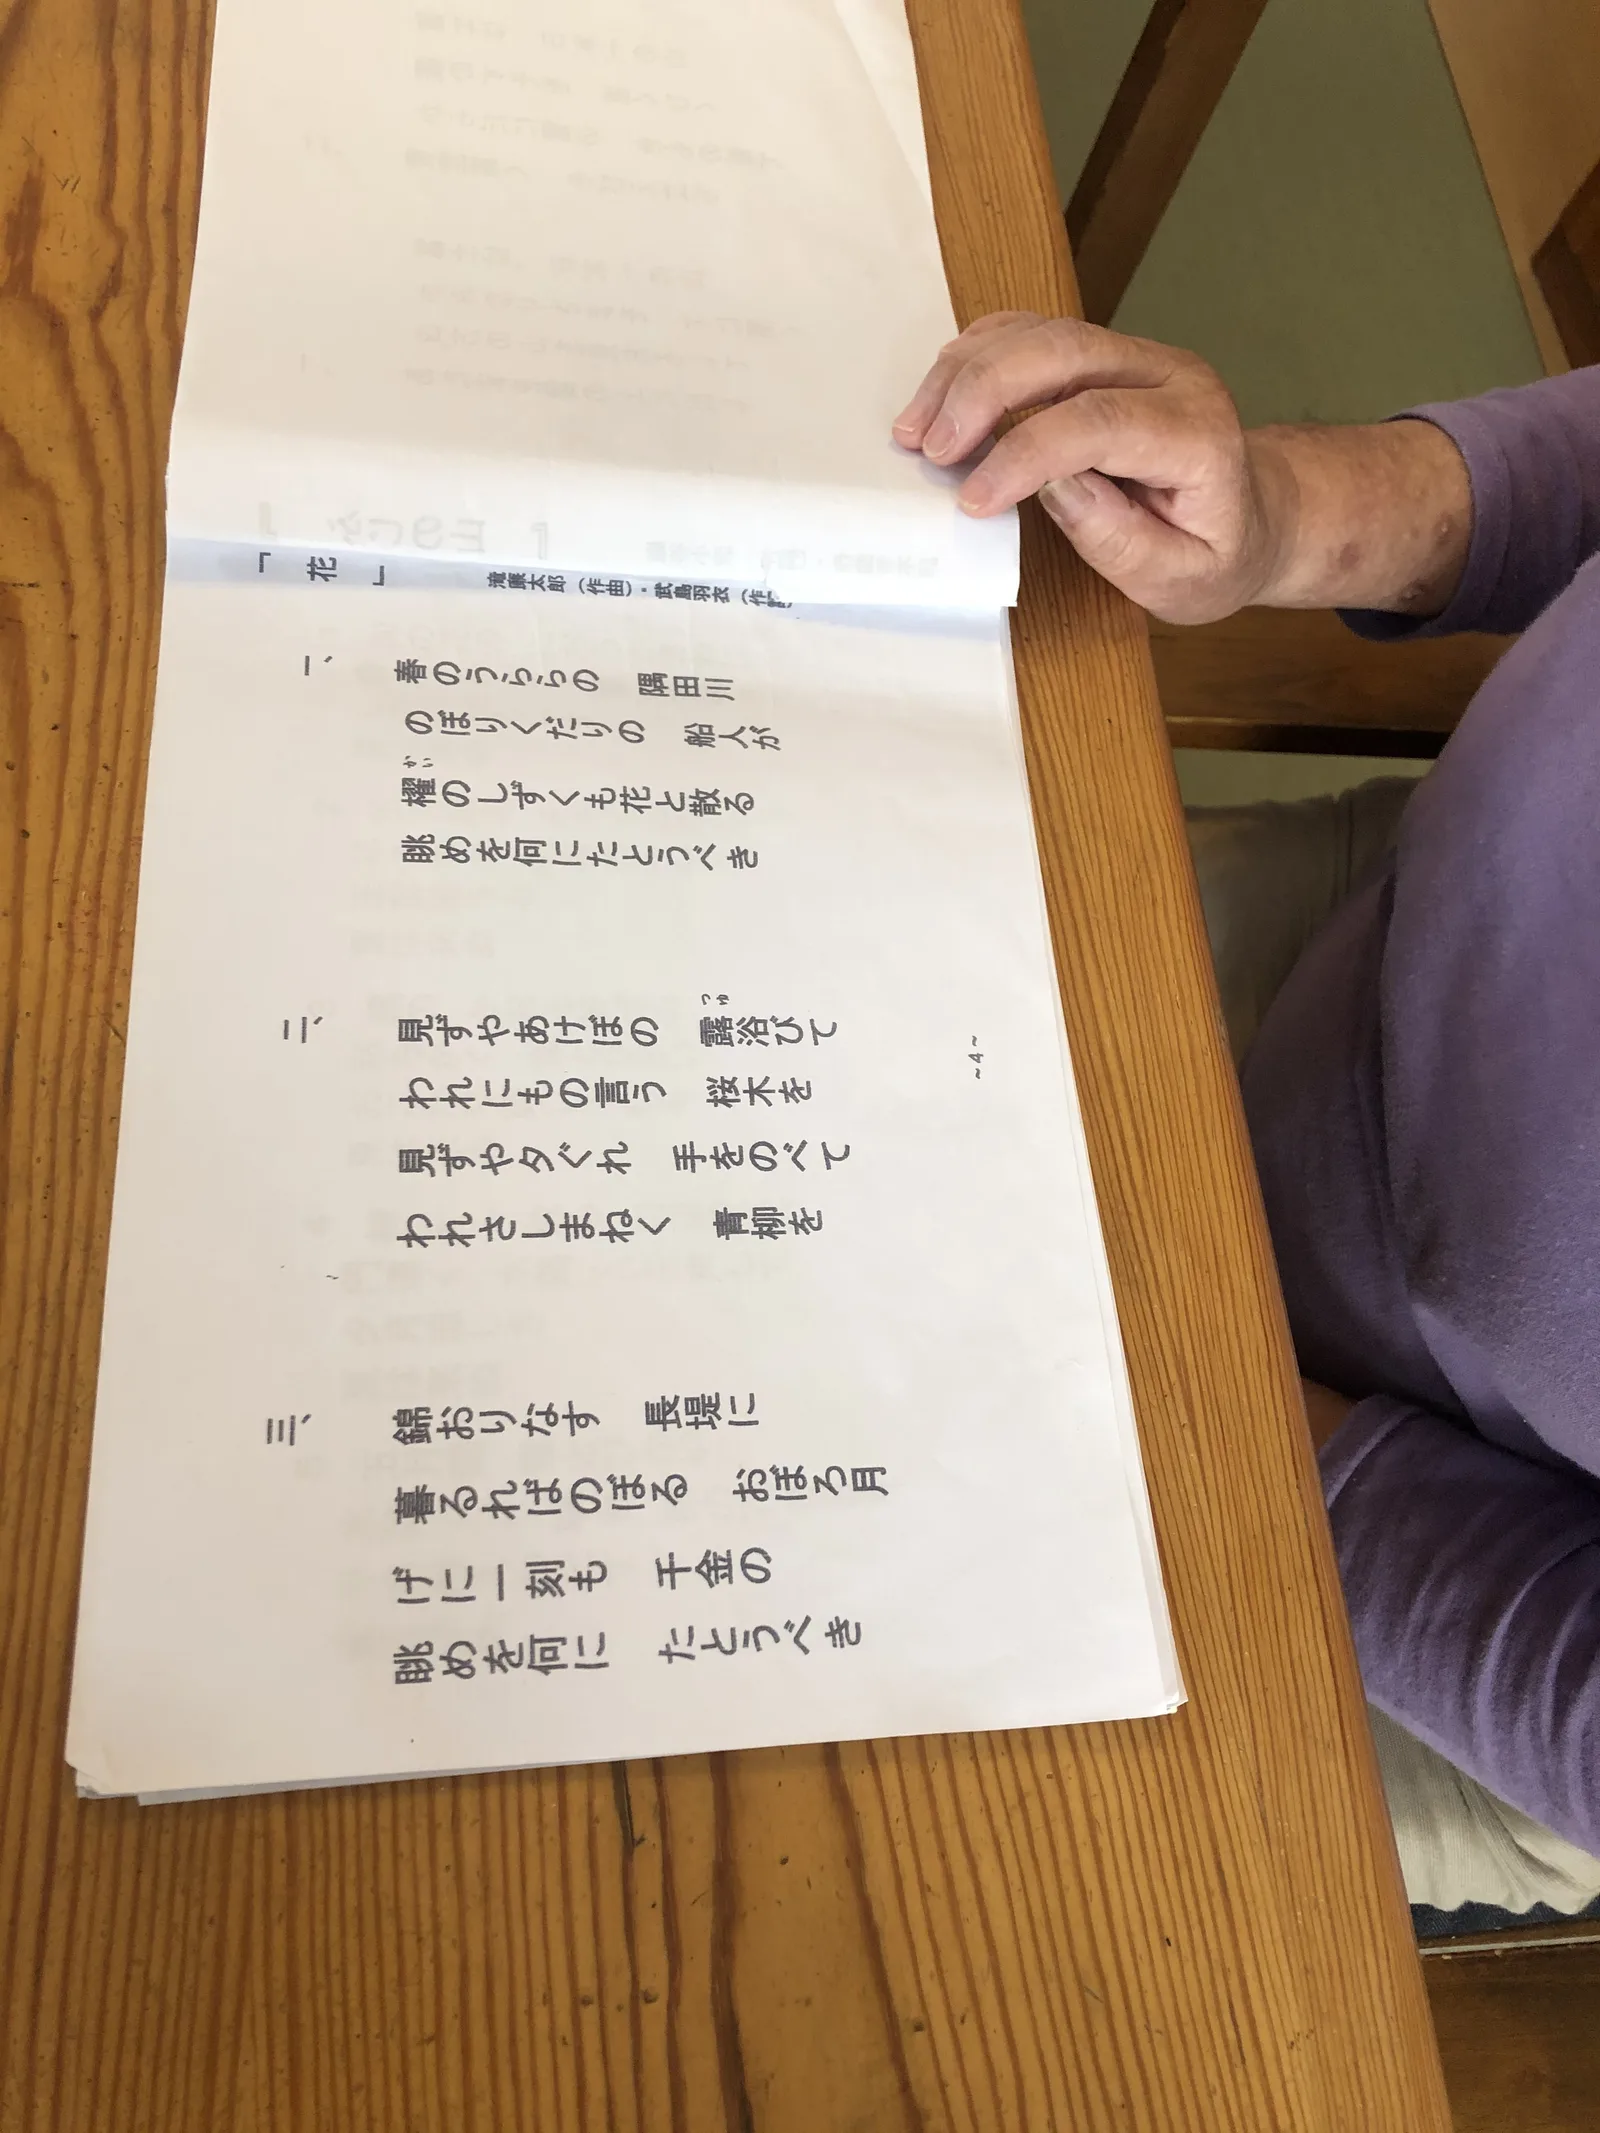 「花」
滝廉太郎（作曲）・武島羽衣（作
一、
春のうららの　隅田川
のぼりくだりの　船人が
かい
櫂のしずくも花と散る
眺めを何にたとうべき
二、
つゆ
見ずやあけぼの　露浴びて
われにもの言う　桜木を
見ずや夕ぐれ　手をのべて
われさしまねく　青柳を
三、
錦おりなす　長堤に
暮るればのぼる　おぼろ月
げに一刻も　千金の
眺めを何に　たとうべき
~4~